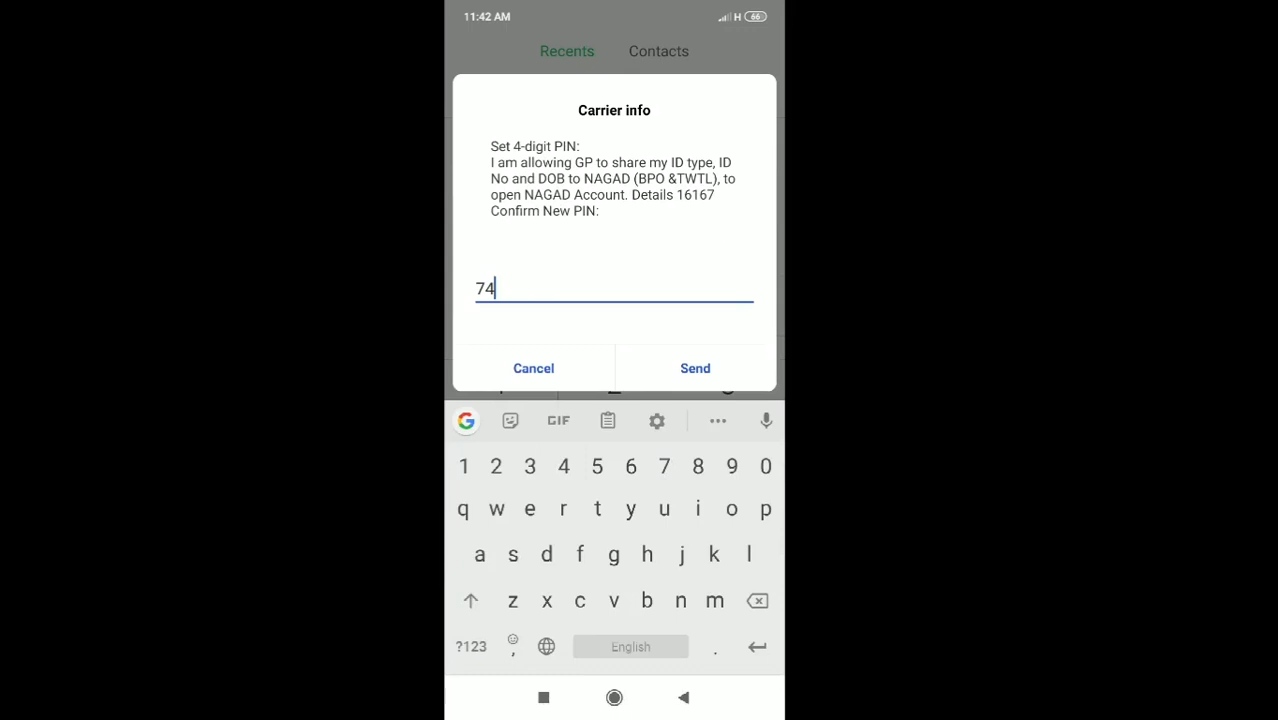 11:42 AM H 66
Recents Contacts
Carrier info
Set 4-digit PIN:
I am allowing GP to share my ID type, ID
No and DOB to NAGAD (BPO &TWTL), to
open NAGAD Account. Details 16167
Confirm New PIN:
74
Cancel Send
G GIF
1 2 3 4 5 6 7 8 9 0
q w e r t y u i o p
a s d f g h j k l
z x c v b n m
?123 , English .